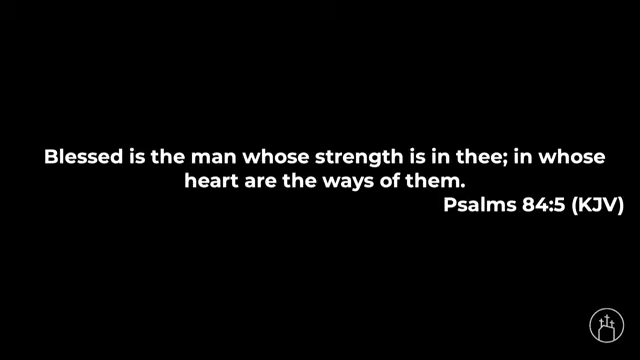 Blessed is the man whose strength is in thee; in whose
heart are the ways of them.
Psalms 84:5 (KJV)